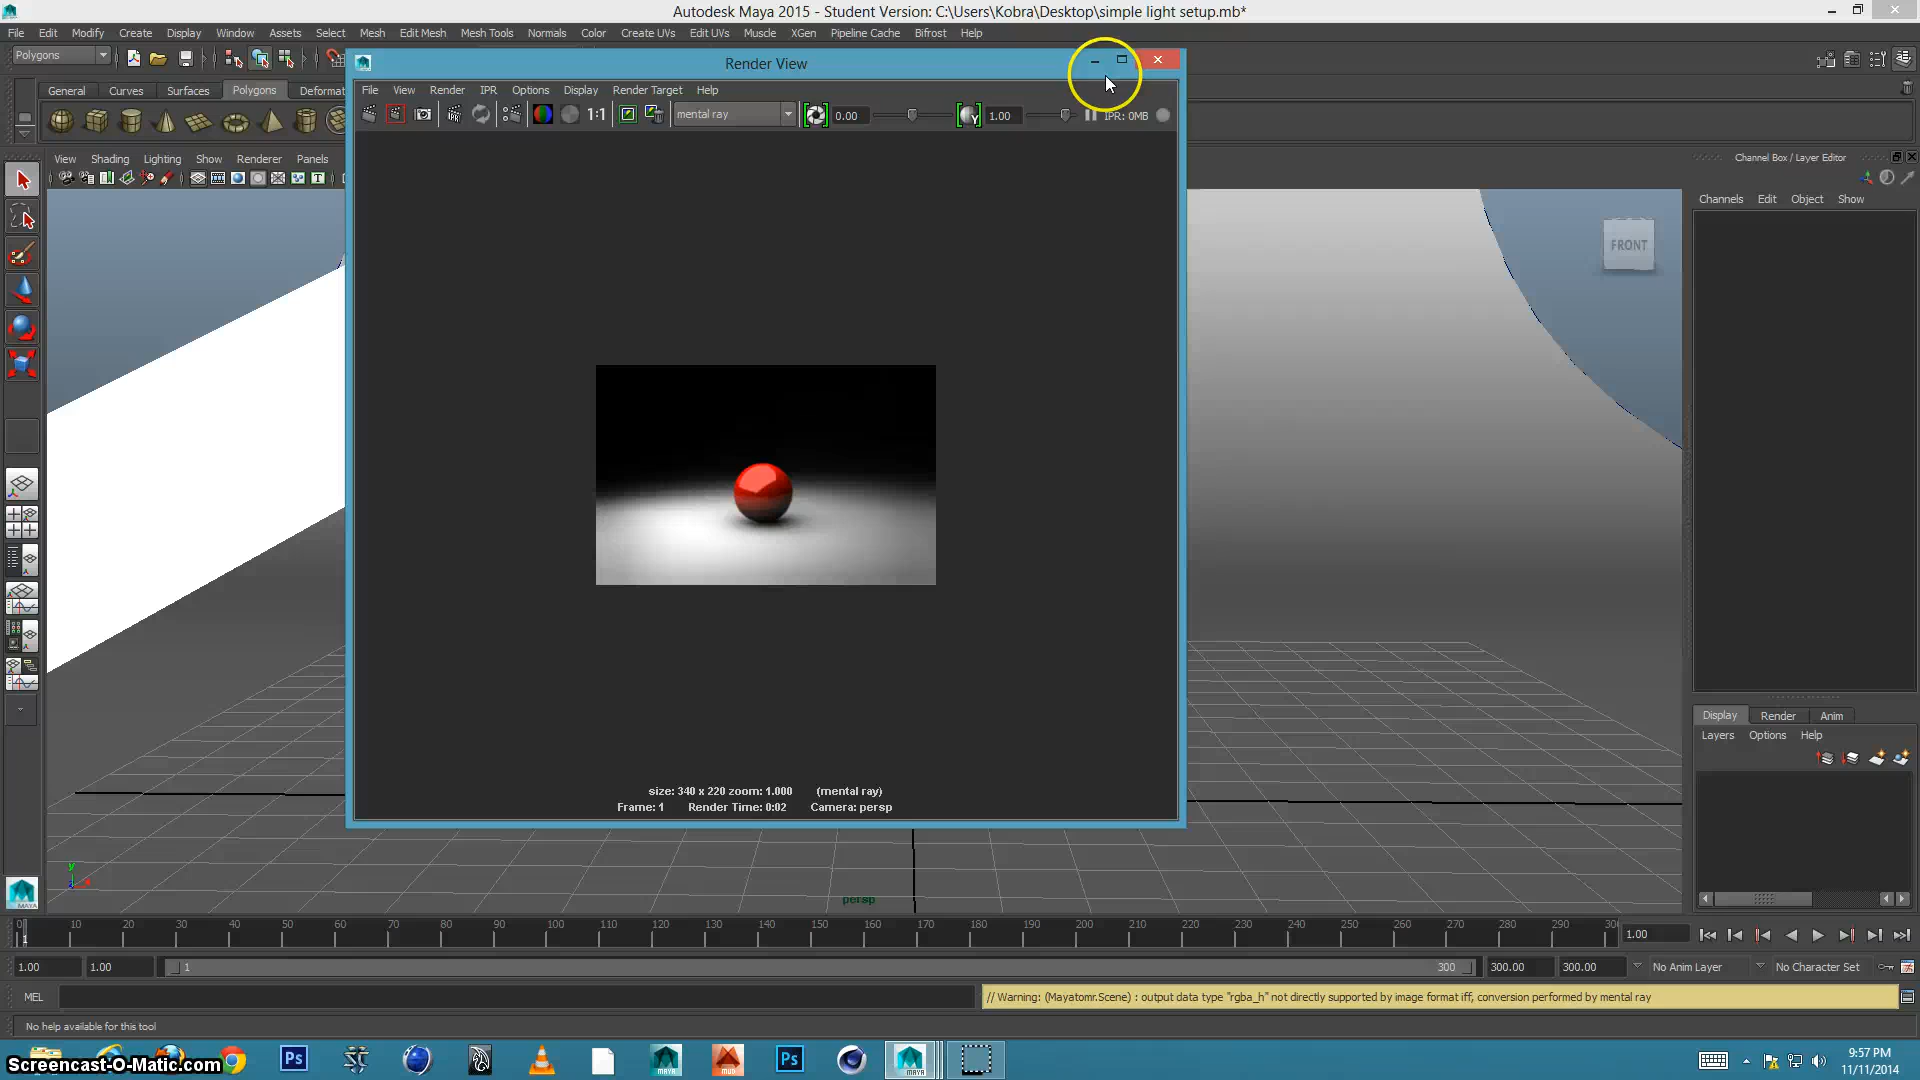 Autodesk Maya 2015 - Student Version: C:\Users\Kobra\Desktop\simple light setup.mb*
File Edit Modify Create Display Window Assets Select Mesh Edit Mesh Mesh Tools Normals Color Create UVs Edit UVs Muscle XGen Pipeline Cache Bifrost Help
Polygons
General Curves Surfaces Polygons Deformat
View Shading Lighting Show Renderer Panels
Render View
File View Render IPR Options Display Render Target Help
1:1 mental ray 0.00 1.00 IPR: 0MB
size: 340 x 220 zoom: 1.000 (mental ray)
Frame: 1 Render Time: 0:02 Camera: persp
FRONT
persp
y
Channel Box / Layer Editor
Channels Edit Object Show
Display Render Anim
Layers Options Help
0 10 20 30 40 50 60 70 80 90 100 110 120 130 140 150 160 170 180 190 200 210 220 230 240 250 260 270 280 290 30
1
1.00
1.00 1.00 1 300 300.00 300.00 No Anim Layer No Character Set
MEL // Warning: (Mayatomr.Scene) : output data type "rgba_h" not directly supported by image format iff, conversion performed by mental ray
No help available for this tool
Screencast-O-Matic.com
Ps
MAYA
MUD
Ps
MAYA
9:57 PM
11/11/2014